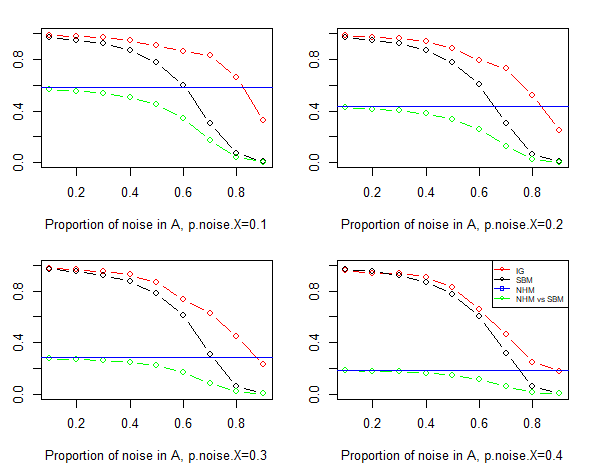 0.0 0.4 0.8
0.2 0.4 0.6 0.8
Proportion of noise in A, p.noise.X=0.1
0.0 0.4 0.8
0.2 0.4 0.6 0.8
Proportion of noise in A, p.noise.X=0.2
0.0 0.4 0.8
0.2 0.4 0.6 0.8
Proportion of noise in A, p.noise.X=0.3
0.0 0.4 0.8
IG
SBM
NHM
NHM vs SBM
0.2 0.4 0.6 0.8
Proportion of noise in A, p.noise.X=0.4